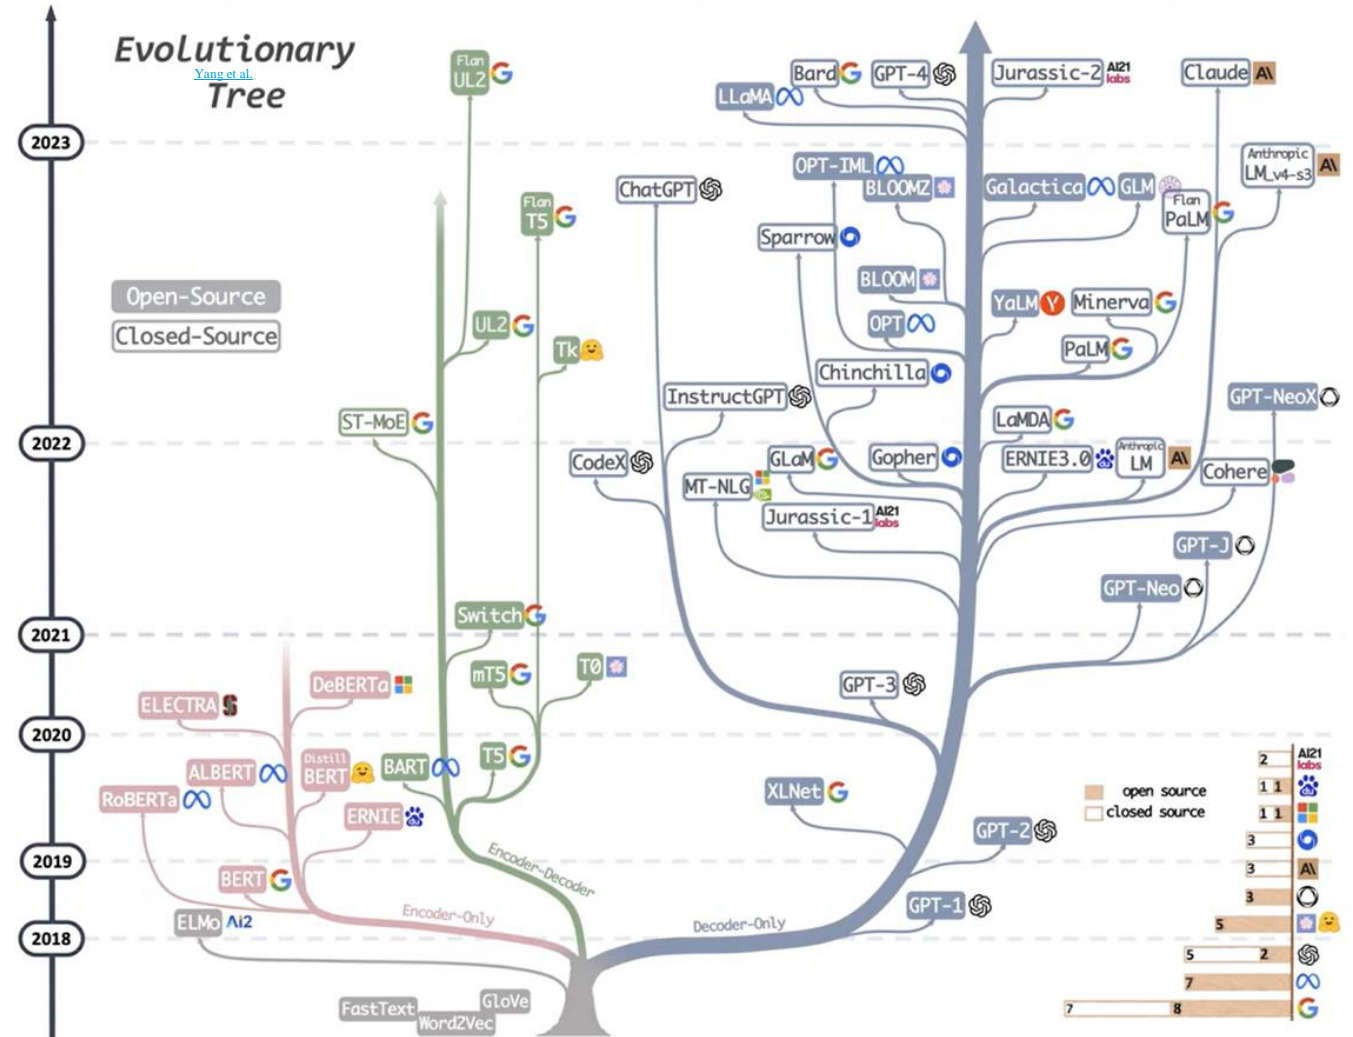 Evolutionary
Yang et al.
Tree
Flan
UL2
Bard
GPT-4
Jurassic-2
AI21
labs
Claude
A\
LLaMA
2023
OPT-IML
Anthropic
LM_v4-s3
A\
ChatGPT
BLOOMZ
Galactica
GLM
Flan
PaLM
Flan
T5
Sparrow
Open-Source
BLOOM
Closed-Source
UL2
OPT
YaLM
Y
Minerva
Tk
PaLM
Chinchilla
InstructGPT
GPT-NeoX
ST-MoE
LaMDA
2022
CodeX
GLaM
Gopher
ERNIE3.0
du
Anthropic
LM
A\
Cohere
MT-NLG
Jurassic-1
AI21
labs
GPT-J
GPT-Neo
Switch
2021
mT5
T0
DeBERTa
GPT-3
ELECTRA
S
2020
T5
BART
ALBERT
Distill
BERT
2
AI21
labs
RoBERTa
XLNet
open source
1 1
du
ERNIE
du
closed source
1 1
GPT-2
2019
3
Encoder-Decoder
3
A\
BERT
3
Encoder-Only
GPT-1
ELMo
Ai2
Decoder-Only
5
2018
5 2
7
GloVe
FastText
Word2Vec
7 8